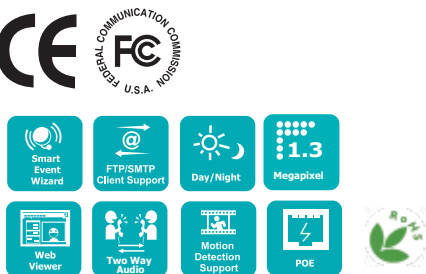 CE
FEDERAL COMMUNICATION COMMISSION
FC
U.S.A.
Smart
Event
Wizard
@
FTP/SMTP
Client Support
Day/Night
1.3
Megapixel
Web
Viewer
Two Way
Audio
Motion
Detection
Support
POE
RoHS